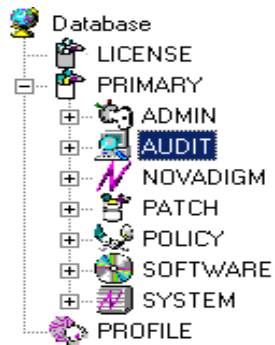 Database
LICENSE
PRIMARY
ADMIN
AUDIT
NOVADIGM
PATCH
POLICY
SOFTWARE
SYSTEM
PROFILE